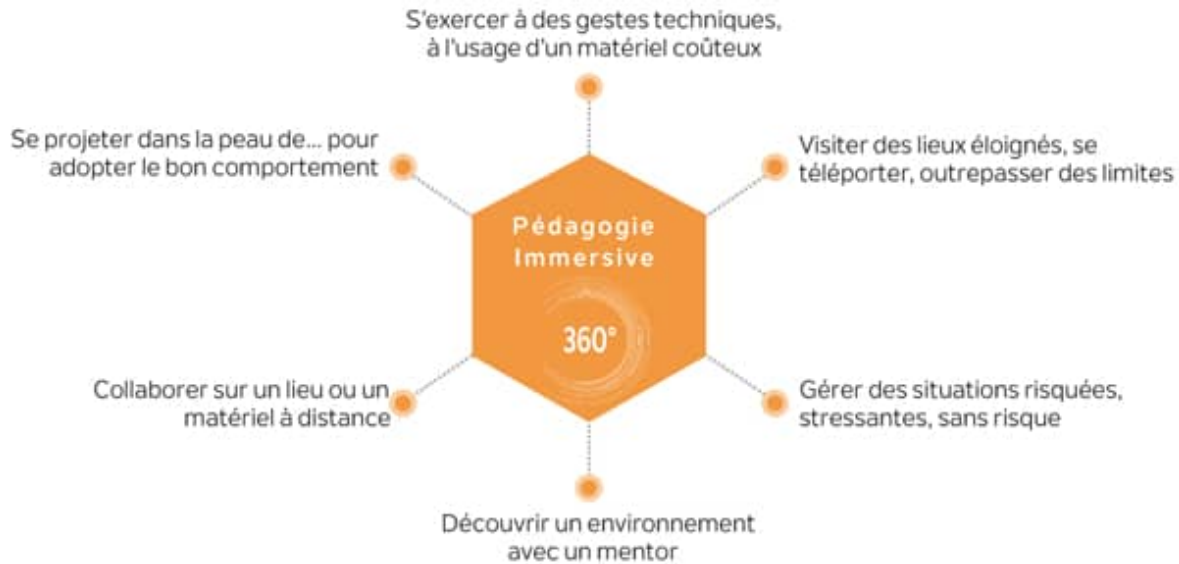 S'exercer à des gestes techniques,
à l'usage d'un matériel coûteux
Se projeter dans la peau de... pour
adopter le bon comportement
Visiter des lieux éloignés, se
téléporter, outrepasser des limites
Pédagogie
Immersive
360°
Collaborer sur un lieu ou un
matériel à distance
Gérer des situations risquées,
stressantes, sans risque
Découvrir un environnement
avec un mentor